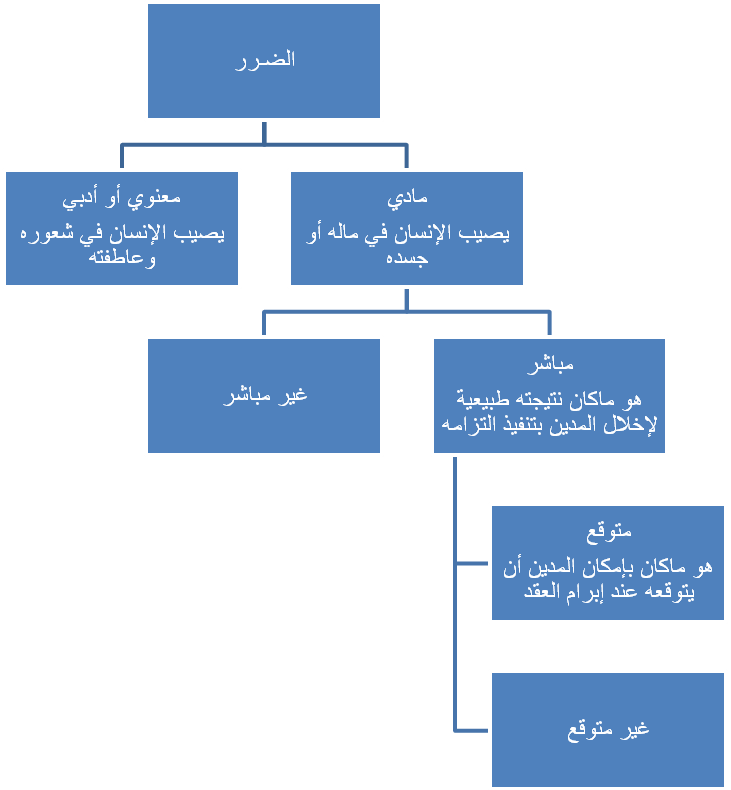 الضرر
مادي
يصيب الإنسان في ماله أو
جسده
معنوي أو أدبي
يصيب الإنسان في شعوره
وعاطفته
مباشر
هو ماكان نتيجته طبيعية
لإخلال المدين بتنفيذ التزامه
غير مباشر
متوقع
هو ماكان بإمكان المدين أن
يتوقعه عند إبرام العقد
غير متوقع